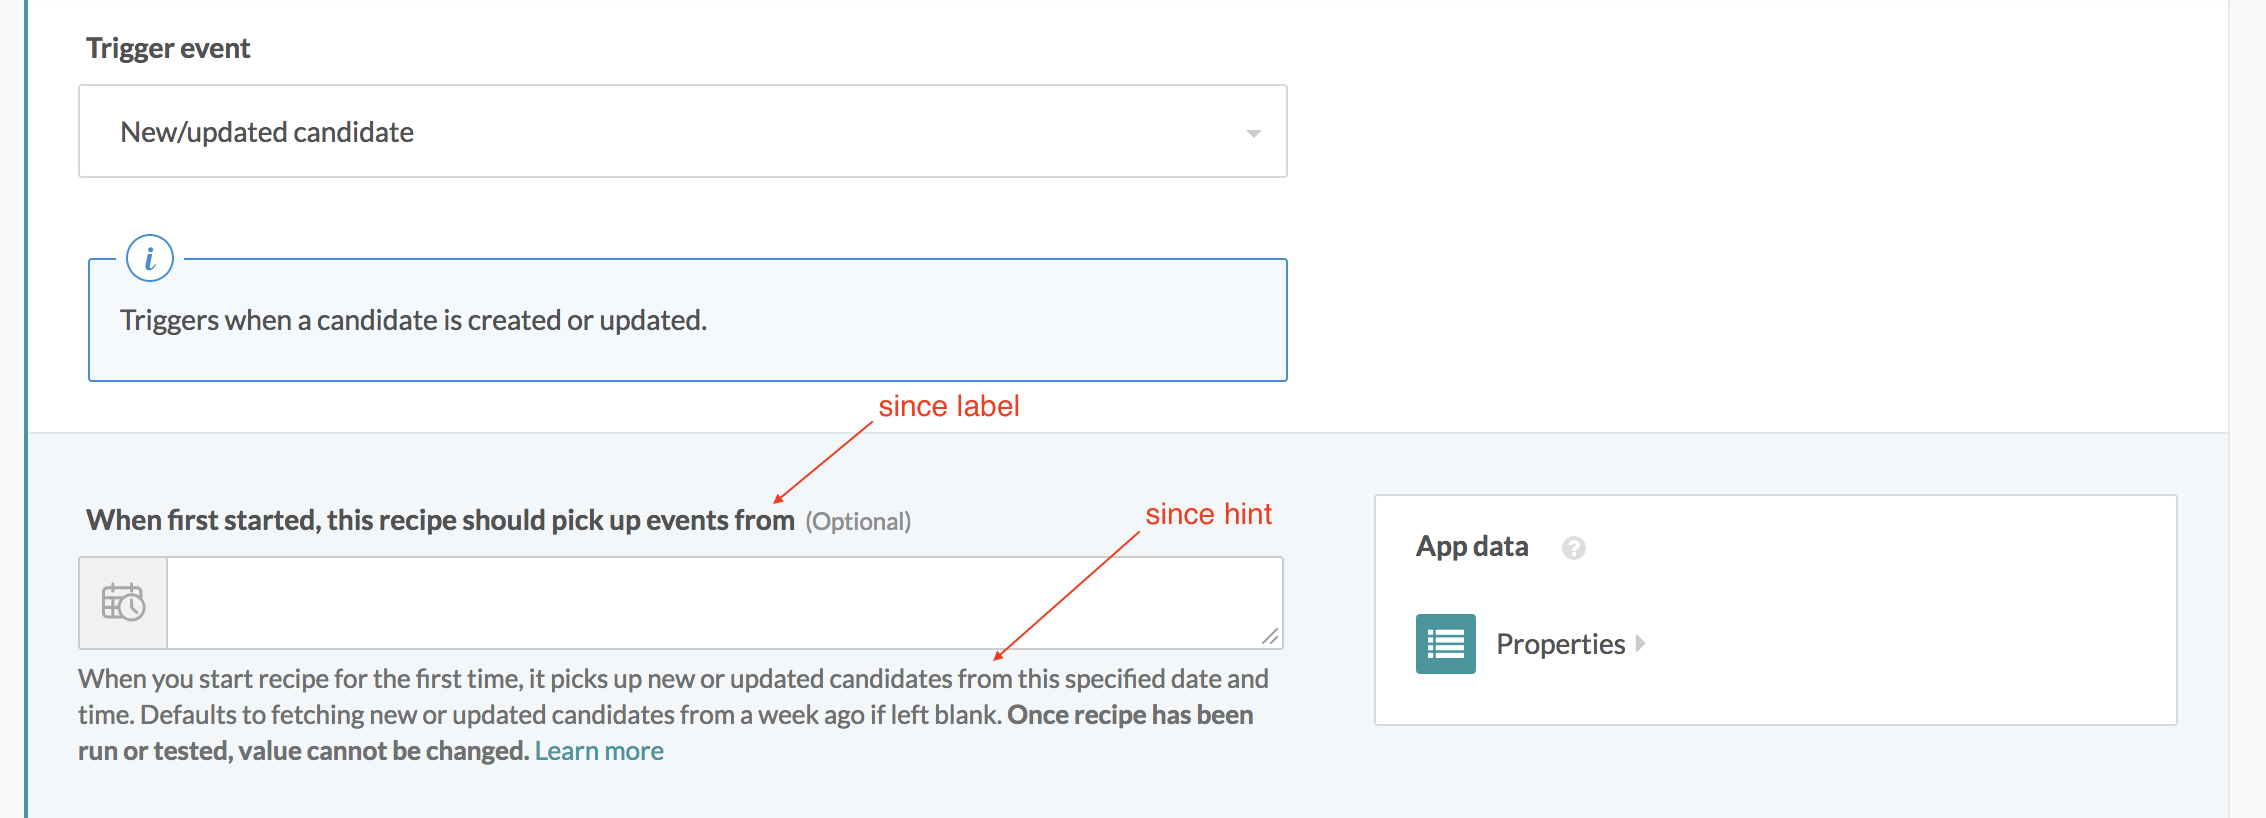 Trigger event
New/updated candidate
i
Triggers when a candidate is created or updated.
since label
When first started, this recipe should pick up events from (Optional)
since hint
When you start recipe for the first time, it picks up new or updated candidates from this specified date and
time. Defaults to fetching new or updated candidates from a week ago if left blank. Once recipe has been
run or tested, value cannot be changed. Learn more
App data ?
Properties